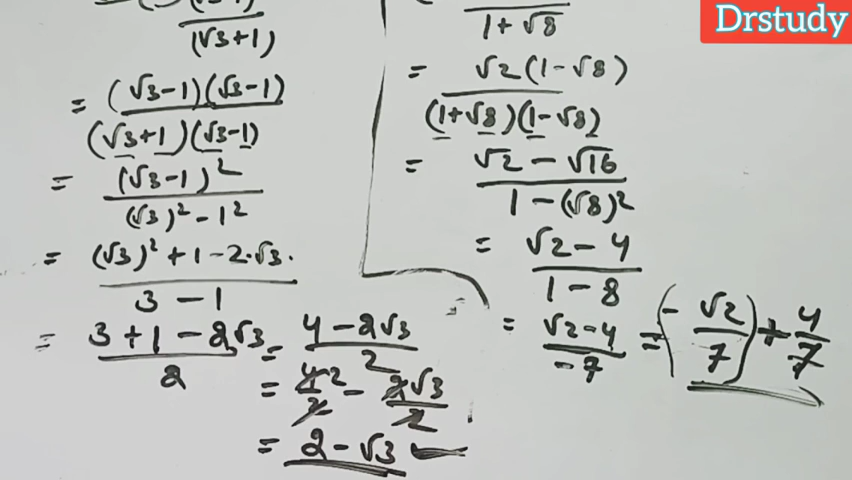 Drstudy
(√3+1)
= (√3-1)(√3-1)
(√3+1)(√3-1)
= (√3-1)²
(√3)² - 1²
= (√3)² + 1 - 2·√3.
3 - 1
= 3 + 1 - 2√3
2
= 4 - 2√3
2
= 4² / 2 - 2√3 / 2
= 2 - √3
1+√8
= √2(1-√8)
(1+√8)(1-√8)
= √2 - √16
1 - (√8)²
= √2 - 4
1 - 8
= √2 - 4 / -7 = (- √2 / 7) + 4 / 7